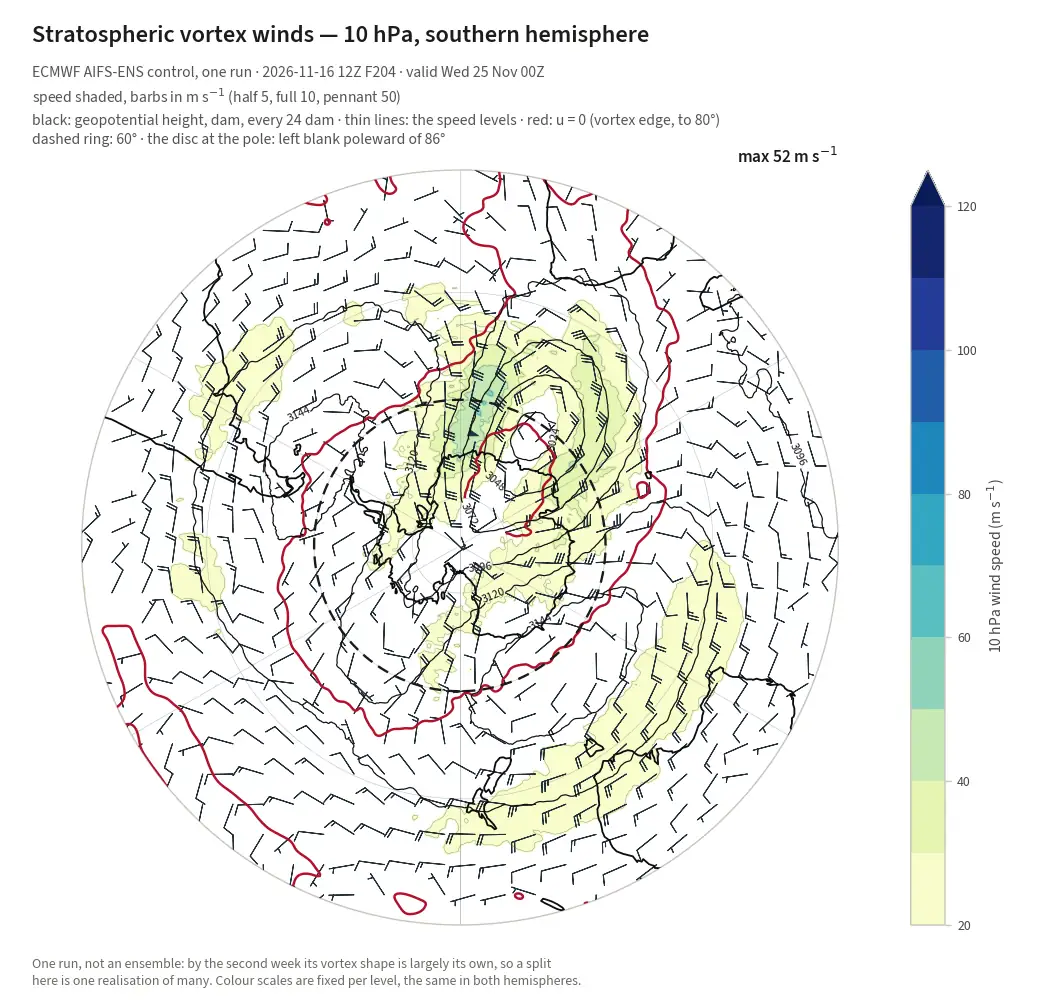 Stratospheric vortex winds — 10 hPa, southern hemisphere
ECMWF AIFS-ENS control, one run · 2026-11-16 12Z F204 · valid Wed 25 Nov 00Z
speed shaded, barbs in m s⁻¹ (half 5, full 10, pennant 50)
black: geopotential height, dam, every 24 dam · thin lines: the speed levels · red: u = 0 (vortex edge, to 80°)
dashed ring: 60° · the disc at the pole: left blank poleward of 86°
max 52 m s⁻¹
120
100
80
60
40
20
10 hPa wind speed (m s⁻¹)
3144
3120
3024
3048
3072
3096
3096
3120
3144
One run, not an ensemble: by the second week its vortex shape is largely its own, so a split
here is one realisation of many. Colour scales are fixed per level, the same in both hemispheres.